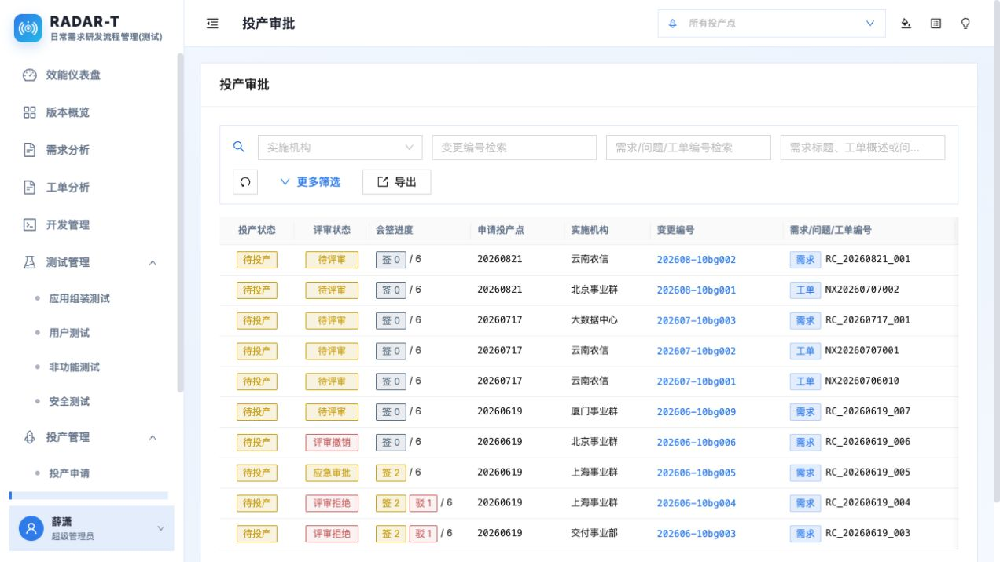 RADAR-T
日常需求研发流程管理(测试)
投产审批
所有投产点
效能仪表盘
版本概览
需求分析
工单分析
开发管理
测试管理
应用组装测试
用户测试
非功能测试
安全测试
投产管理
投产申请
薛潇
超级管理员
投产审批
实施机构
变更编号检索
需求/问题/工单编号检索
需求标题、工单概述或问...
更多筛选
导出
投产状态 评审状态 会签进度 申请投产点 实施机构 变更编号 需求/问题/工单编号
待投产 待评审 签 0 / 6 20260821 云南农信 202608-10bg002 需求 RC_20260821_001
待投产 待评审 签 0 / 6 20260821 北京事业群 202608-10bg001 工单 NX20260707002
待投产 待评审 签 0 / 6 20260717 大数据中心 202607-10bg003 需求 RC_20260717_001
待投产 待评审 签 0 / 6 20260717 云南农信 202607-10bg002 工单 NX20260707001
待投产 待评审 签 0 / 6 20260717 云南农信 202607-10bg001 工单 NX20260706010
待投产 待评审 签 0 / 6 20260619 厦门事业群 202606-10bg009 需求 RC_20260619_007
待投产 评审撤销 签 0 / 6 20260619 北京事业群 202606-10bg006 需求 RC_20260619_006
待投产 应急审批 签 2 / 6 20260619 上海事业群 202606-10bg005 需求 RC_20260619_005
待投产 评审拒绝 签 2 驳 1 / 6 20260619 上海事业群 202606-10bg004 需求 RC_20260619_004
待投产 评审拒绝 签 2 驳 1 / 6 20260619 交付事业部 202606-10bg003 需求 RC_20260619_003